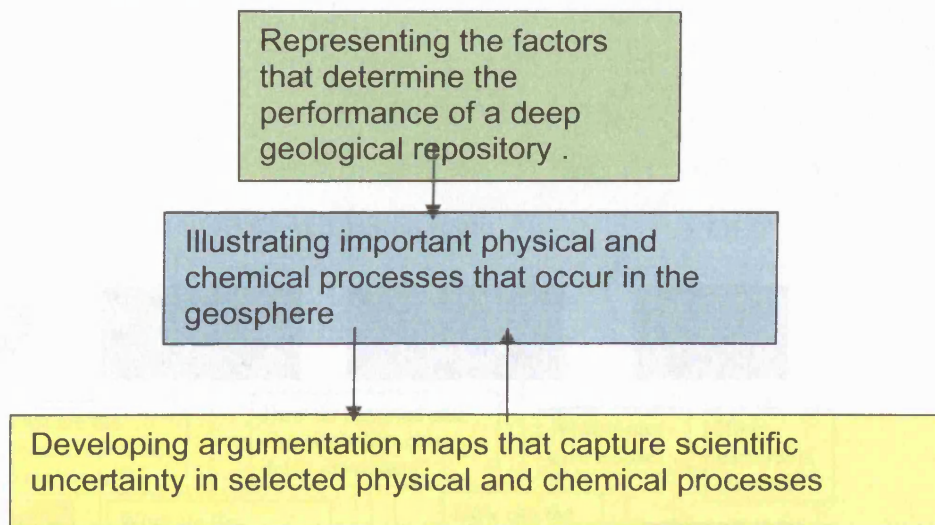 Representing the factors
that determine the
performance of a deep
geological repository .
Illustrating important physical and
chemical processes that occur in the
geosphere
Developing argumentation maps that capture scientific
uncertainty in selected physical and chemical processes